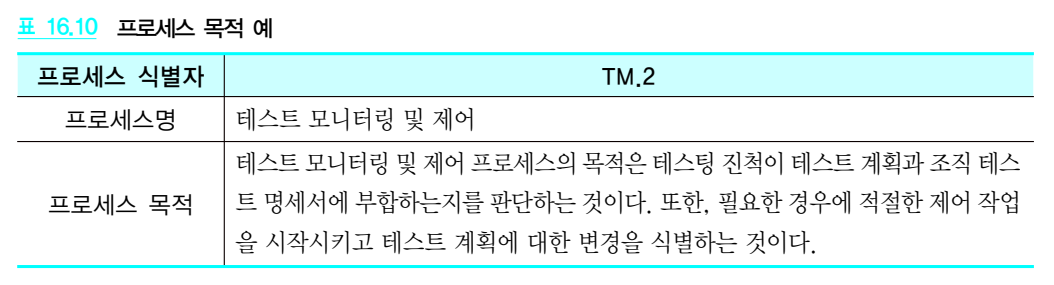 표 16.10 프로세스 목적 예
프로세스 식별자 TM.2
프로세스명 테스트 모니터링 및 제어
프로세스 목적
테스트 모니터링 및 제어 프로세스의 목적은 테스팅 진척이 테스트 계획과 조직 테스
트 명세서에 부합하는지를 판단하는 것이다. 또한, 필요한 경우에 적절한 제어 작업
을 시작시키고 테스트 계획에 대한 변경을 식별하는 것이다.